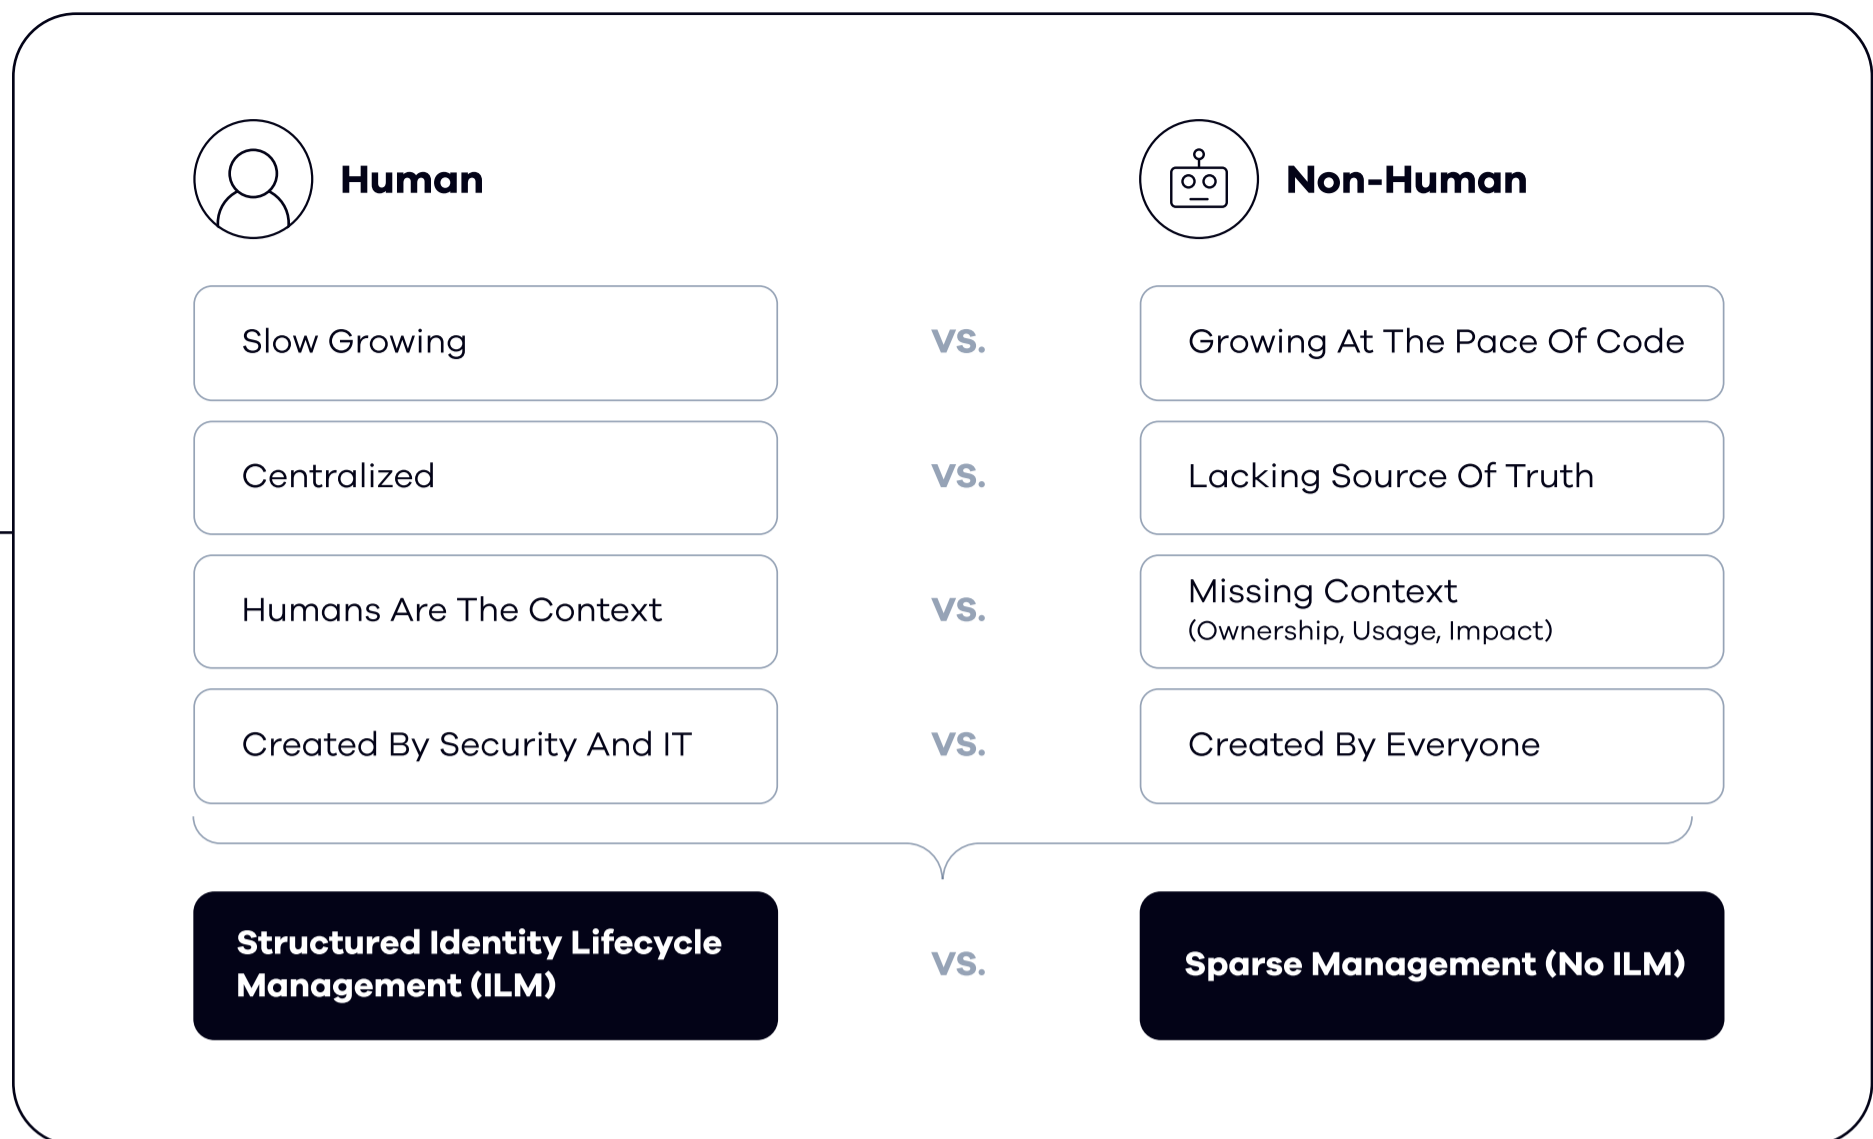 Human
Non-Human
Slow Growing
vs.
Growing At The Pace Of Code
Centralized
vs.
Lacking Source Of Truth
Humans Are The Context
vs.
Missing Context
(Ownership, Usage, Impact)
Created By Security And IT
vs.
Created By Everyone
Structured Identity Lifecycle
Management (ILM)
vs.
Sparse Management (No ILM)